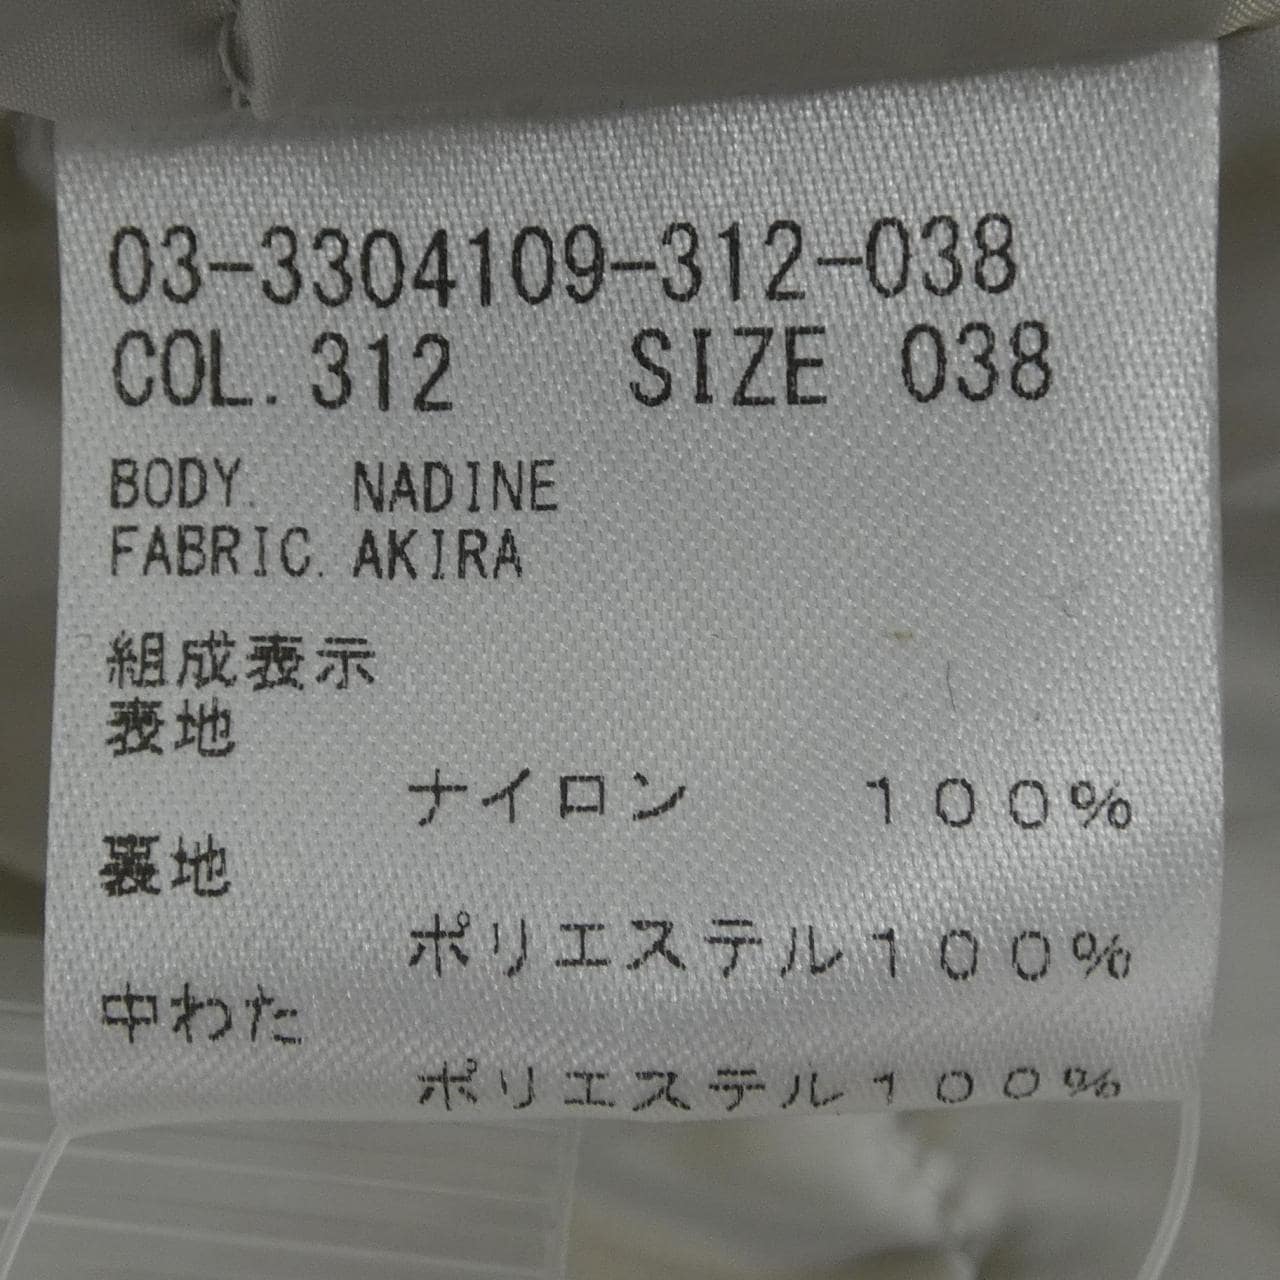 03-3304109-312-038
COL. 312 SIZE 038
BODY. NADINE
FABRIC. AKIRA
組成表示
表地
ナイロン 100%
裏地
ポリエステル100%
中わた
ポリエステル100%